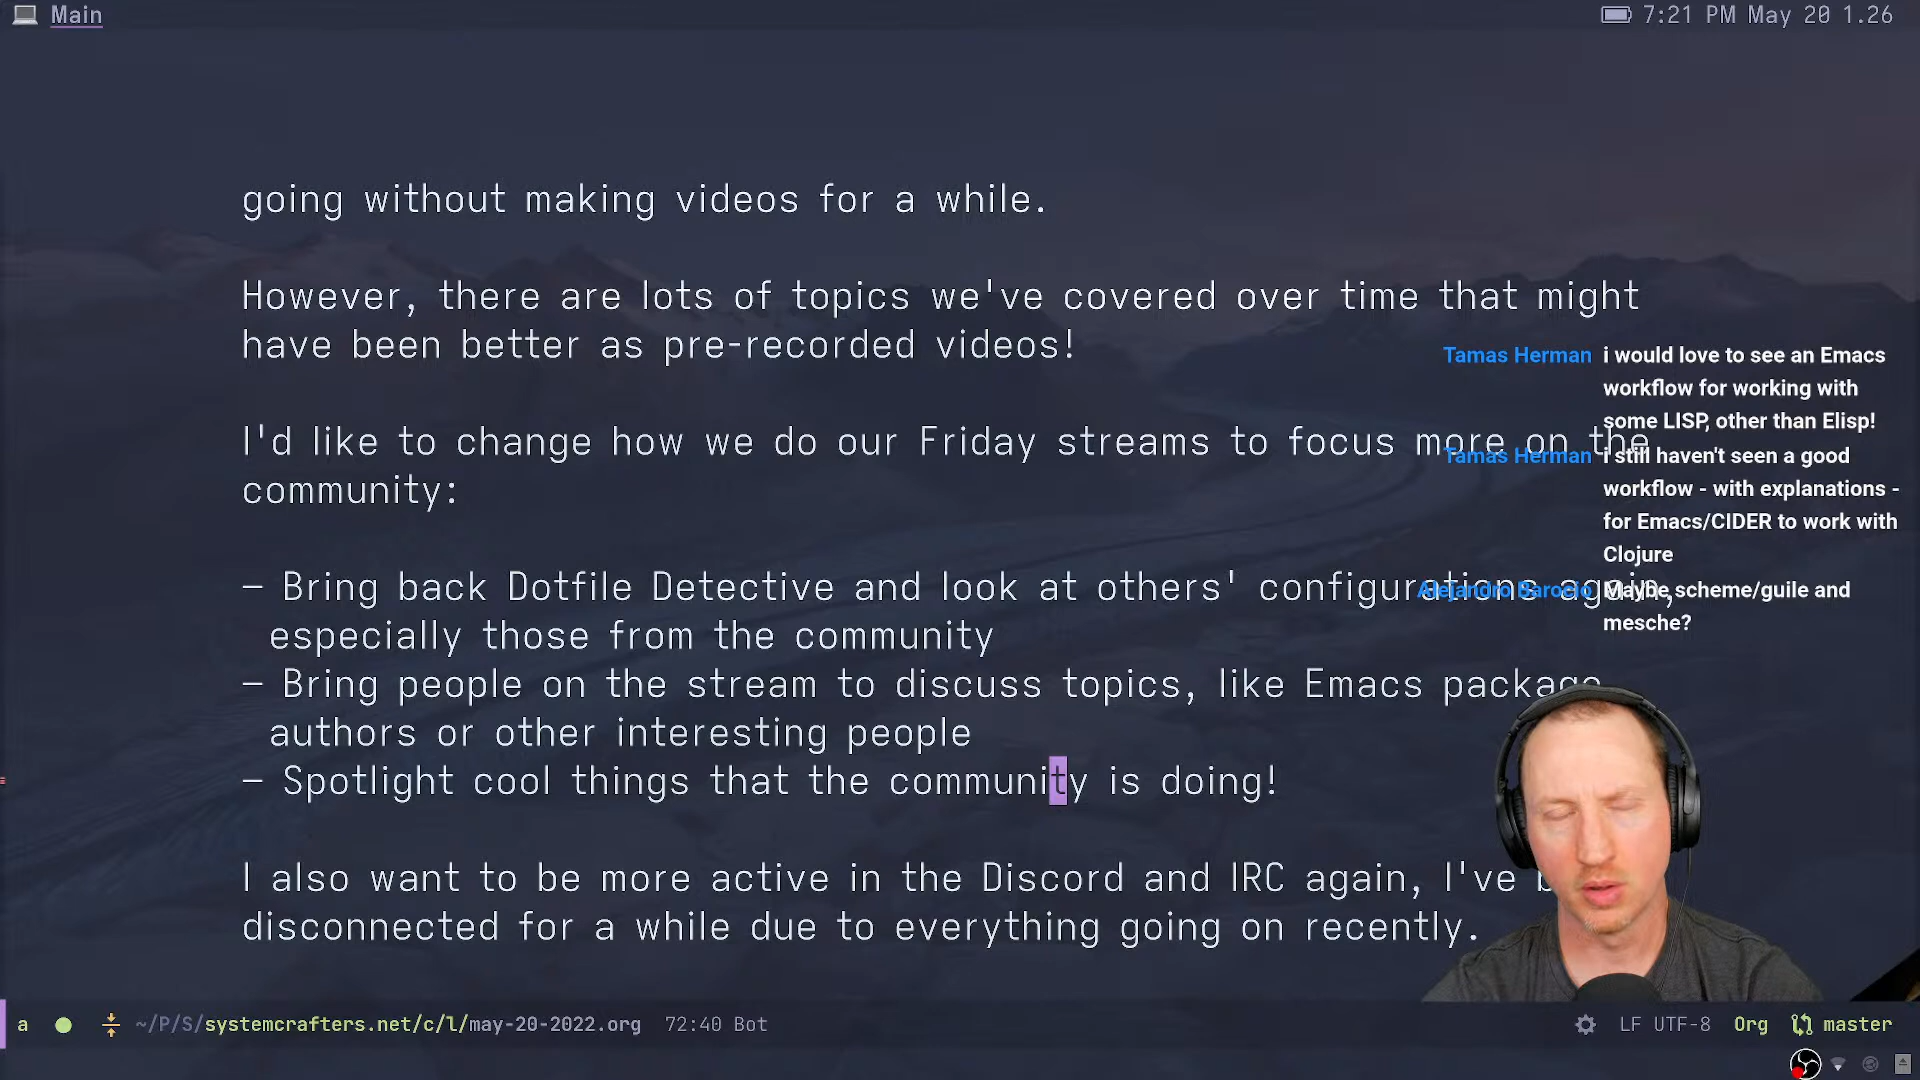 Main
7:21 PM May 20 1.26
going without making videos for a while.
However, there are lots of topics we've covered over time that might
have been better as pre-recorded videos!
I'd like to change how we do our Friday streams to focus more on the
community:
– Bring back Dotfile Detective and look at others' configurations again,
especially those from the community
– Bring people on the stream to discuss topics, like Emacs package
authors or other interesting people
– Spotlight cool things that the community is doing!
I also want to be more active in the Discord and IRC again, I've
disconnected for a while due to everything going on recently.
Tamas Herman i would love to see an Emacs
workflow for working with
some LISP, other than Elisp!
Tamas Herman i still haven't seen a good
workflow - with explanations -
for Emacs/CIDER to work with
Clojure
Alejandro Barocio Maybe scheme/guile and
mesche?
a ~/P/S/systemcrafters.net/c/l/may-20-2022.org 72:40 Bot
LF UTF-8 Org master